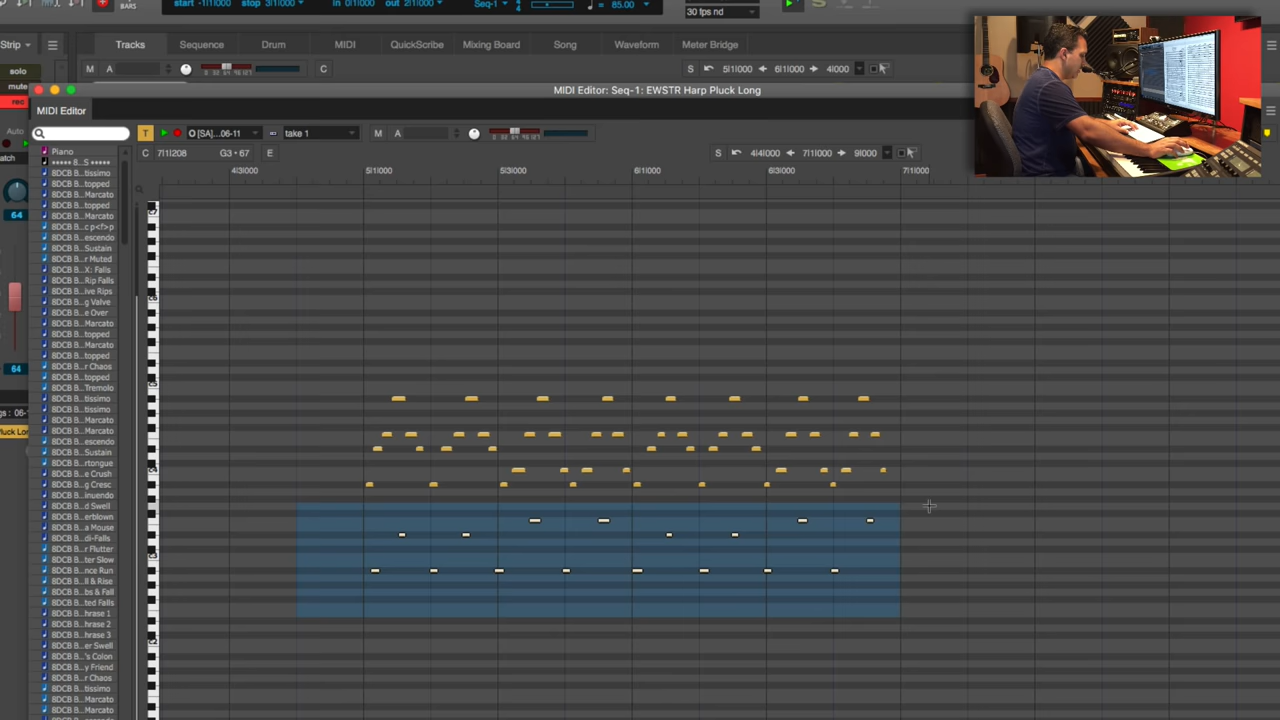 start -1|1|000 stop 3|1|000 in 0|1|000 out 2|1|000 Seq-1 85.00
BARS
30 fps nd
Strip Tracks Sequence Drum MIDI QuickScribe Mixing Board Song Waveform Meter Bridge
M A C S 5|1|000 6|1|000 4|000
solo
mute
rec
MIDI Editor: Seq-1: EWSTR Harp Pluck Long
MIDI Editor
T [SA]...06-11 take 1 M A
Auto
C 7|1|208 G3 • 67 E S 4|4|000 7|1|000 9|000
Piano
4|3|000 5|1|000 5|3|000 6|1|000 6|3|000 7|1|000
***** 8...S *****
8DCB B...tissimo
8DCB B...topped
8DCB B...Marcato
8DCB B...topped
8DCB B...Marcato
8DCB B...c p<f>p
8DCB B...escendo
8DCB B...Sustain
8DCB B...r Muted
8DCB B...X: Falls
8DCB B...Rip Falls
8DCB B...ive Rips
8DCB B...g Valve
8DCB B...e Over
8DCB B...Marcato
8DCB B...topped
8DCB B...Marcato
8DCB B...topped
8DCB B...r Chaos
8DCB B...topped
8DCB B...Tremolo
8DCB B...tissimo
8DCB B...tissimo
8DCB B...Marcato
8DCB B...Marcato
8DCB B...escendo
8DCB B...Sustain
8DCB B...rtongue
8DCB B...e Crush
8DCB B...g Cresc
8DCB B...inuendo
8DCB B...d Swell
8DCB B...erblown
8DCB B...a Mouse
8DCB B...di-Falls
8DCB B...r Flutter
8DCB B...ter Slow
8DCB B...nce Run
8DCB B...ll & Rise
8DCB B...bs & Fall
8DCB B...ted Falls
8DCB B...hrase 1
8DCB B...hrase 2
8DCB B...hrase 3
8DCB B...er Swell
8DCB B...'s Colon
8DCB B...y Friend
8DCB B...r Chaos
8DCB B...tissimo
8DCB B...Marcato
8DCB B...Marcato
64
64
Pluck Lon